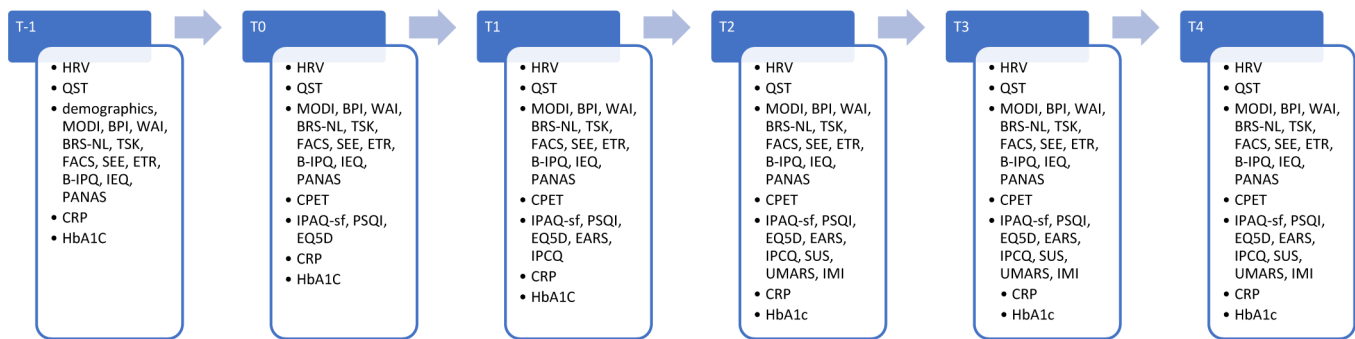 T-1
• HRV
• QST
• demographics,
MODI, BPI, WAI,
BRS-NL, TSK,
FACS, SEE, ETR,
B-IPQ, IEQ,
PANAS
• CRP
• HbA1C
T0
• HRV
• QST
• MODI, BPI, WAI,
BRS-NL, TSK,
FACS, SEE, ETR,
B-IPQ, IEQ,
PANAS
• CPET
• IPAQ-sf, PSQI,
EQ5D
• CRP
• HbA1C
T1
• HRV
• QST
• MODI, BPI, WAI,
BRS-NL, TSK,
FACS, SEE, ETR,
B-IPQ, IEQ,
PANAS
• CPET
• IPAQ-sf, PSQI,
EQ5D, EARS,
IPCQ
• CRP
• HbA1C
T2
• HRV
• QST
• MODI, BPI, WAI,
BRS-NL, TSK,
FACS, SEE, ETR,
B-IPQ, IEQ,
PANAS
• CPET
• IPAQ-sf, PSQI,
EQ5D, EARS,
IPCQ, SUS,
UMARS, IMI
• CRP
• HbA1c
T3
• HRV
• QST
• MODI, BPI, WAI,
BRS-NL, TSK,
FACS, SEE, ETR,
B-IPQ, IEQ,
PANAS
• CPET
• IPAQ-sf, PSQI,
EQ5D, EARS,
IPCQ, SUS,
UMARS, IMI
• CRP
• HbA1c
T4
• HRV
• QST
• MODI, BPI, WAI,
BRS-NL, TSK,
FACS, SEE, ETR,
B-IPQ, IEQ,
PANAS
• CPET
• IPAQ-sf, PSQI,
EQ5D, EARS,
IPCQ, SUS,
UMARS, IMI
• CRP
• HbA1c